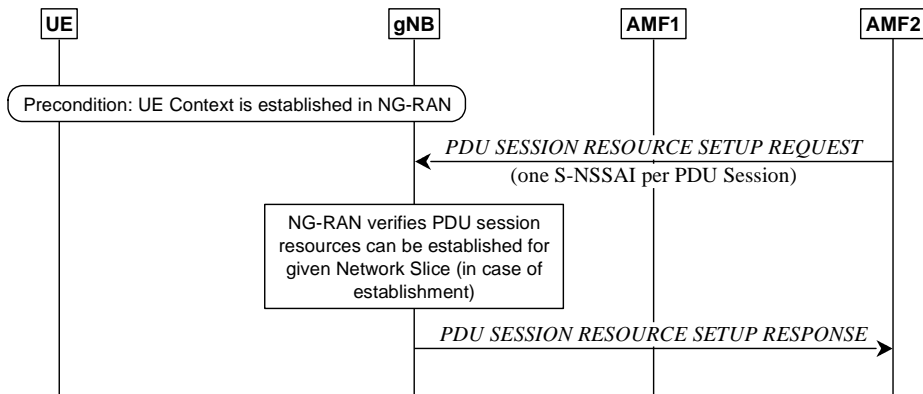 UE gNB AMF1 AMF2
Precondition: UE Context is established in NG-RAN
PDU SESSION RESOURCE SETUP REQUEST
(one S-NSSAI per PDU Session)
NG-RAN verifies PDU session
resources can be established for
given Network Slice (in case of
establishment)
PDU SESSION RESOURCE SETUP RESPONSE